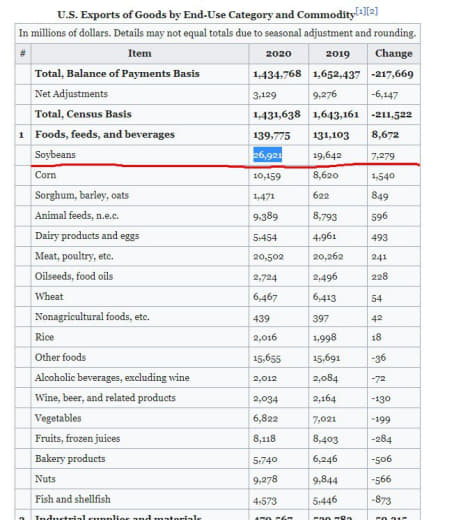 U.S. Exports of Goods by End-Use Category and Commodity[1][2]
In millions of dollars. Details may not equal totals due to seasonal adjustment and rounding.
# Item 2020 2019 Change
Total, Balance of Payments Basis 1,434,768 1,652,437 -217,669
Net Adjustments 3,129 9,276 -6,147
Total, Census Basis 1,431,638 1,643,161 -211,522
1 Foods, feeds, and beverages 139,775 131,103 8,672
Soybeans 26,921 19,642 7,279
Corn 10,159 8,620 1,540
Sorghum, barley, oats 1,471 622 849
Animal feeds, n.e.c. 9,389 8,793 596
Dairy products and eggs 5,454 4,961 493
Meat, poultry, etc. 20,502 20,262 241
Oilseeds, food oils 2,724 2,496 228
Wheat 6,467 6,413 54
Nonagricultural foods, etc. 439 397 42
Rice 2,016 1,998 18
Other foods 15,655 15,691 -36
Alcoholic beverages, excluding wine 2,012 2,084 -72
Wine, beer, and related products 2,034 2,164 -130
Vegetables 6,822 7,021 -199
Fruits, frozen juices 8,118 8,403 -284
Bakery products 5,740 6,246 -506
Nuts 9,278 9,844 -566
Fish and shellfish 4,573 5,446 -873
2 Industrial supplies and materials